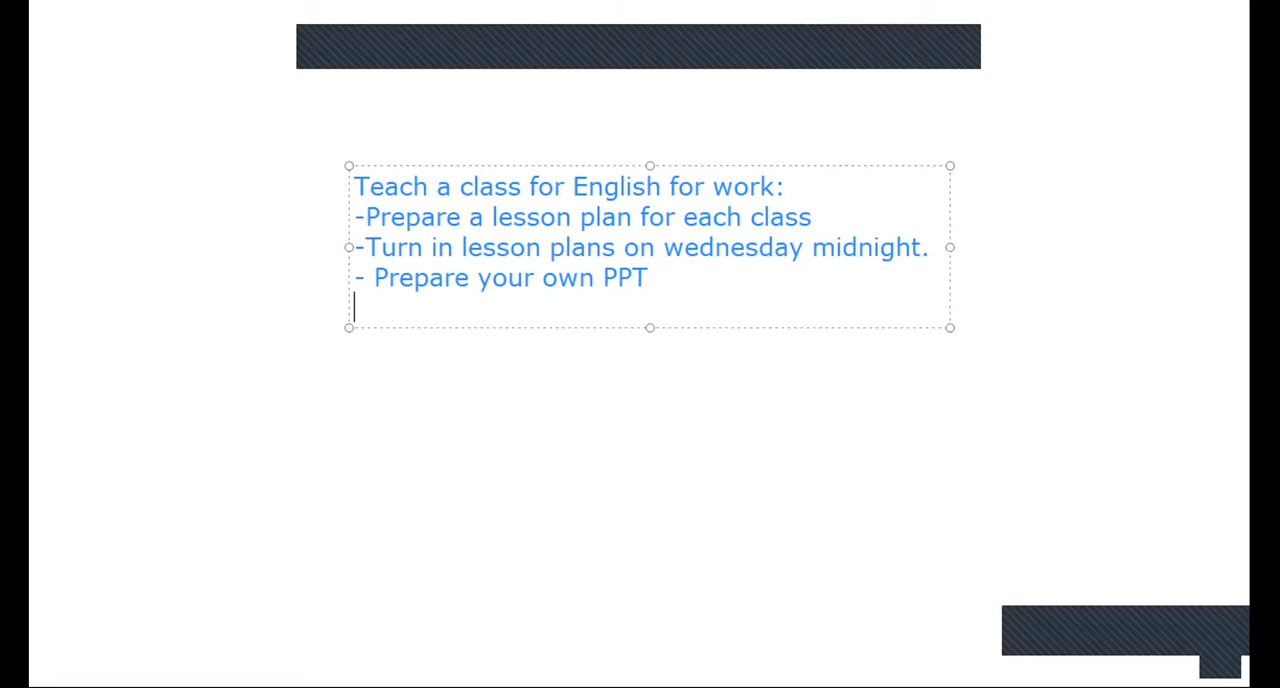 Teach a class for English for work:
-Prepare a lesson plan for each class
-Turn in lesson plans on wednesday midnight.
- Prepare your own PPT